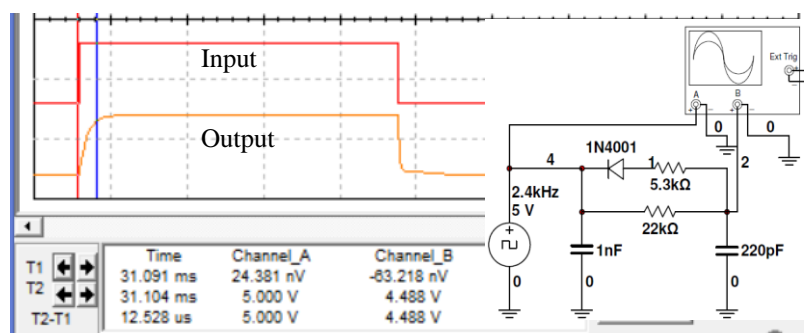 Input
Output
Ext Trig
A
B
0
0
1N4001
4
1
2
5.3kΩ
2.4kHz
5 V
22kΩ
1nF
220pF
0
0
0
T1
T2
T2-T1
Time Channel_A Channel_B
31.091 ms 24.381 nV -63.218 nV
31.104 ms 5.000 V 4.488 V
12.528 us 5.000 V 4.488 V